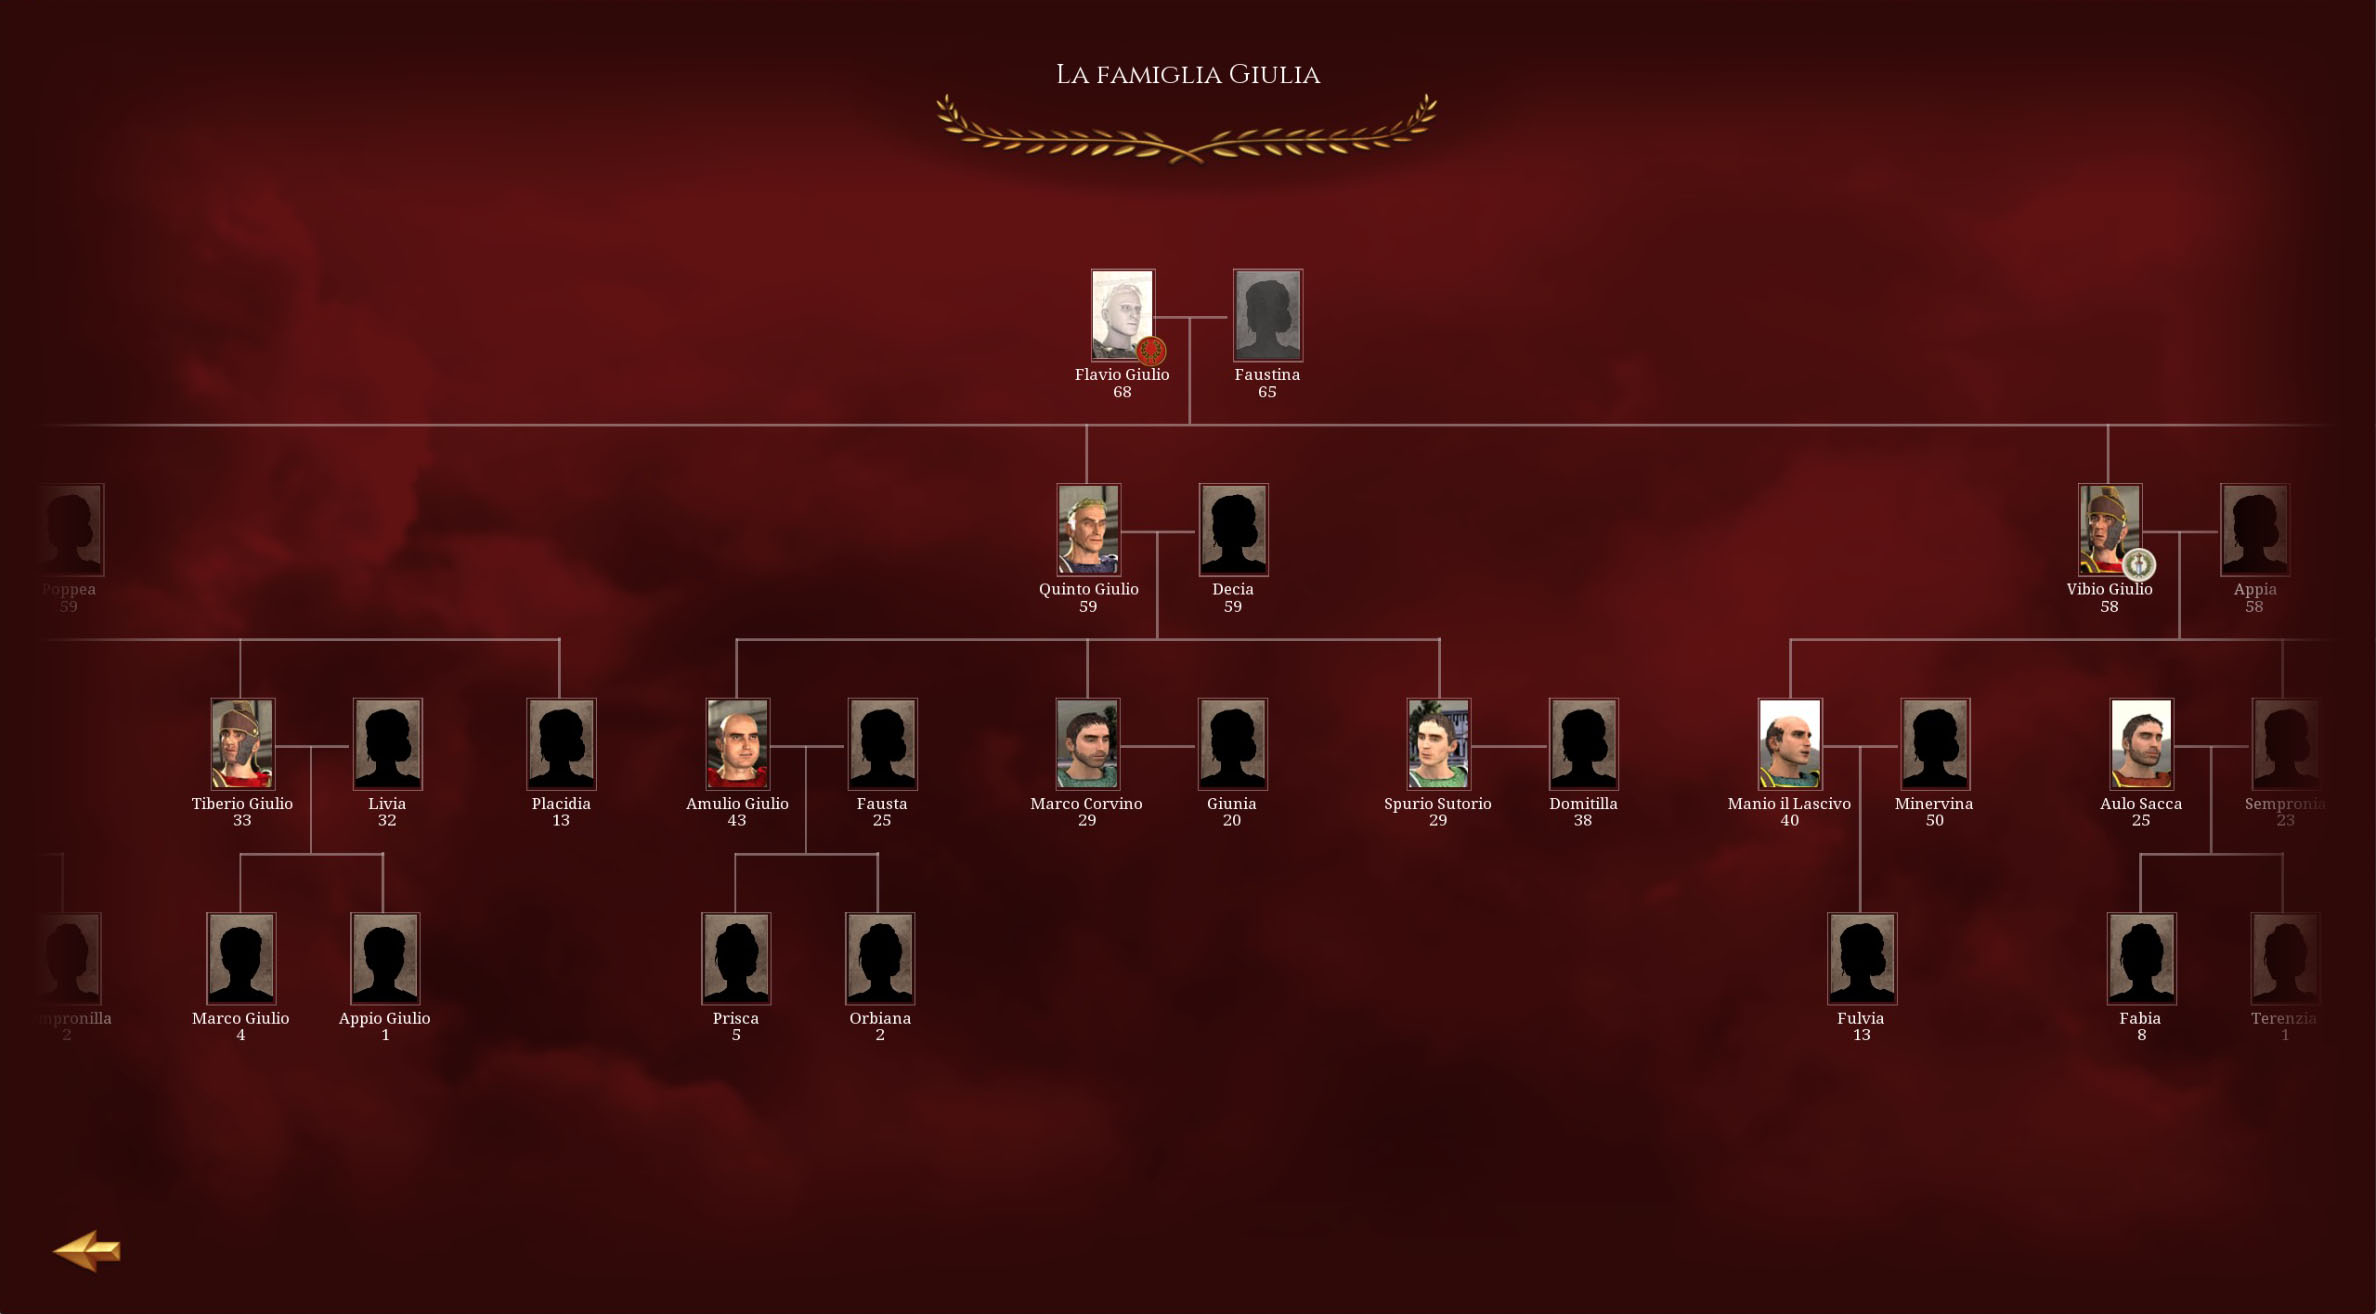 La famiglia Giulia
Flavio Giulio
68
Faustina
65
Poppea
59
Quinto Giulio
59
Decia
59
Vibio Giulio
58
Appia
58
Tiberio Giulio
33
Livia
32
Placidia
13
Amulio Giulio
43
Fausta
25
Marco Corvino
29
Giunia
20
Spurio Sutorio
29
Domitilla
38
Manio il Lascivo
40
Minervina
50
Aulo Sacca
25
Sempronia
23
mpronilla
2
Marco Giulio
4
Appio Giulio
1
Prisca
5
Orbiana
2
Fulvia
13
Fabia
8
Terenzia
1